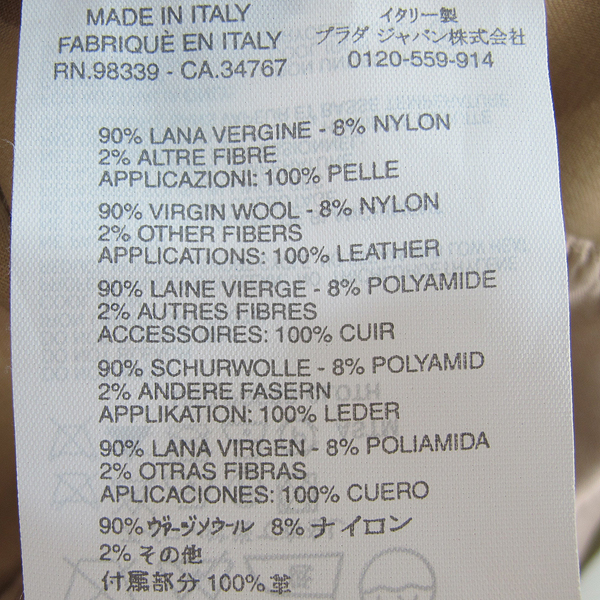 MADE IN ITALY
FABRIQUÈ EN ITALY
RN.98339 - CA.34767
イタリー製
プラダ ジャパン株式会社
0120-559-914
90% LANA VERGINE - 8% NYLON
2% ALTRE FIBRE
APPLICAZIONI: 100% PELLE
90% VIRGIN WOOL - 8% NYLON
2% OTHER FIBERS
APPLICATIONS: 100% LEATHER
90% LAINE VIERGE - 8% POLYAMIDE
2% AUTRES FIBRES
ACCESSOIRES: 100% CUIR
90% SCHURWOLLE - 8% POLYAMID
2% ANDERE FASERN
APPLIKATION: 100% LEDER
90% LANA VIRGEN - 8% POLIAMIDA
2% OTRAS FIBRAS
APLICACIONES: 100% CUERO
90% ヴァージンウール 8% ナイロン
2% その他
付属部分 100% 革